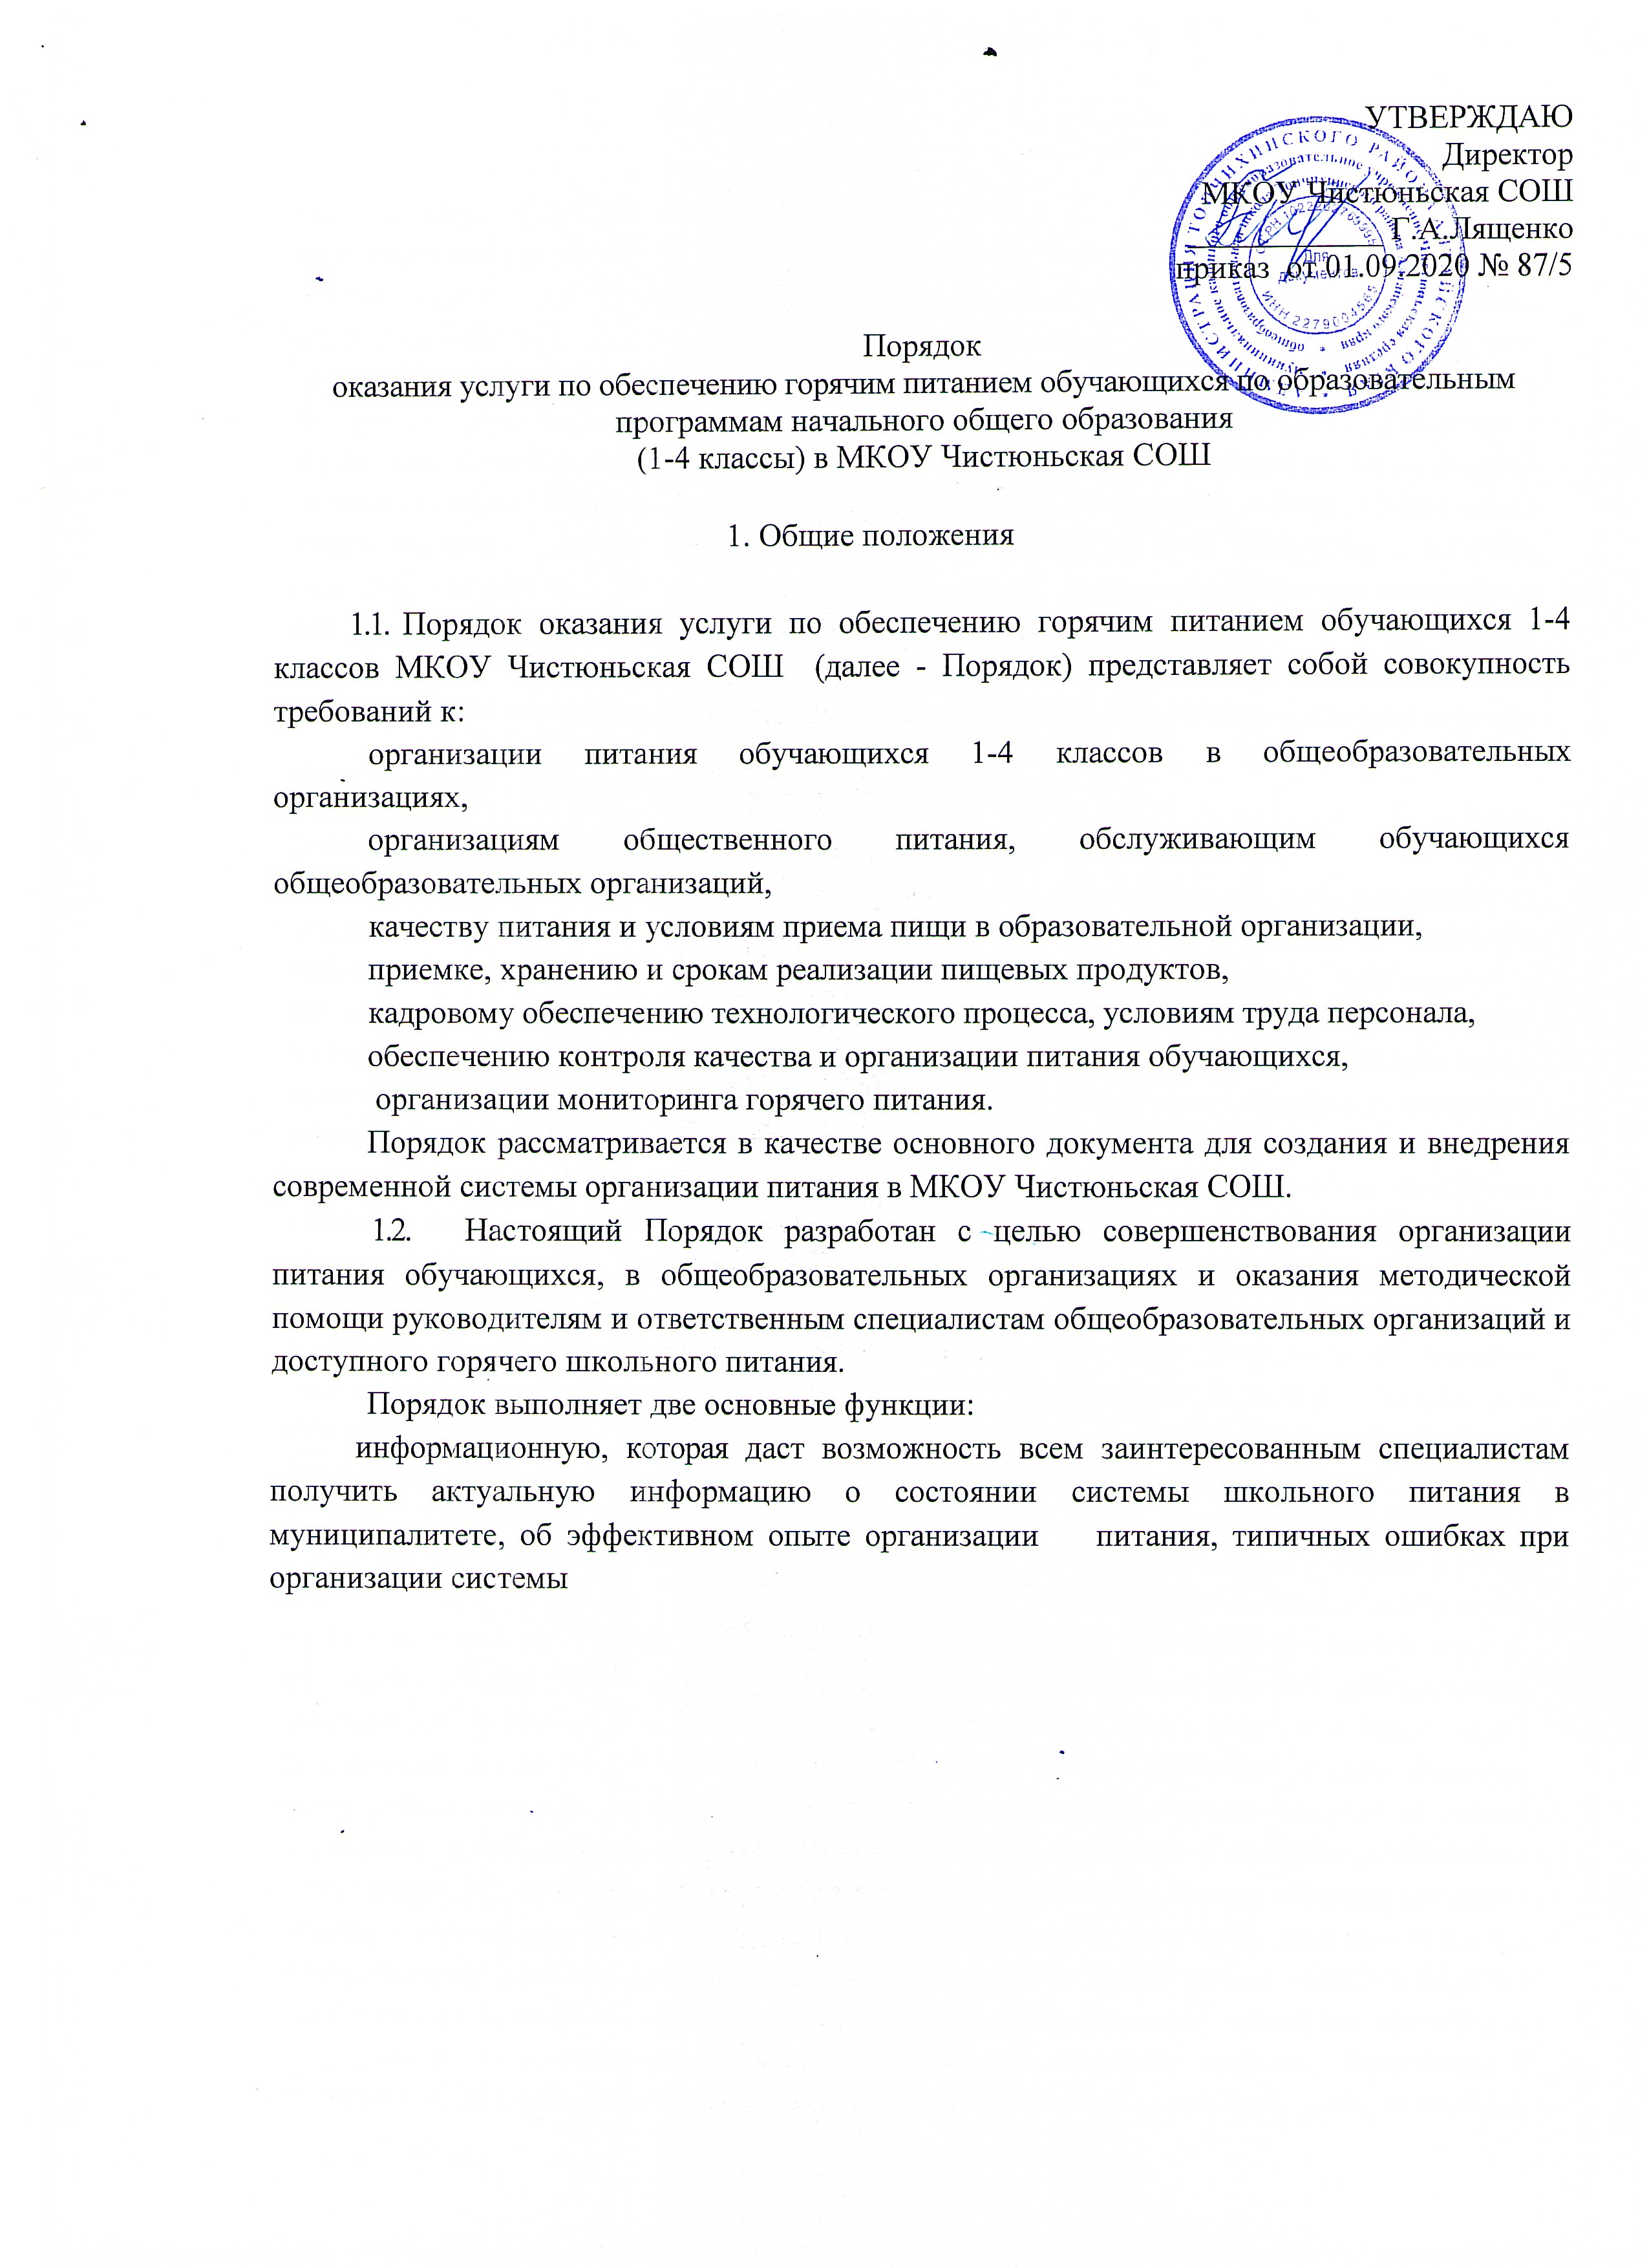 УТВЕРЖДАЮ
Директор
МКОУ Чистюньская СОШ
Г.А.Лященко
приказ от 01.09.2020 № 87/5
Для
документов
ИНН 2279004565
Порядок
оказания услуги по обеспечению горячим питанием обучающихся по образовательным
программам начального общего образования
(1-4 классы) в МКОУ Чистюньская СОШ
1. Общие положения
1.1. Порядок оказания услуги по обеспечению горячим питанием обучающихся 1-4
классов МКОУ Чистюньская СОШ (далее - Порядок) представляет собой совокупность
требований к:
организации питания обучающихся 1-4 классов в общеобразовательных
организациях,
организациям общественного питания, обслуживающим обучающихся
общеобразовательных организаций,
качеству питания и условиям приема пищи в образовательной организации,
приемке, хранению и срокам реализации пищевых продуктов,
кадровому обеспечению технологического процесса, условиям труда персонала,
обеспечению контроля качества и организации питания обучающихся,
организации мониторинга горячего питания.
Порядок рассматривается в качестве основного документа для создания и внедрения
современной системы организации питания в МКОУ Чистюньская СОШ.
1.2. Настоящий Порядок разработан с целью совершенствования организации
питания обучающихся, в общеобразовательных организациях и оказания методической
помощи руководителям и ответственным специалистам общеобразовательных организаций и
доступного горячего школьного питания.
Порядок выполняет две основные функции:
информационную, которая даст возможность всем заинтересованным специалистам
получить актуальную информацию о состоянии системы школьного питания в
муниципалитете, об эффективном опыте организации питания, типичных ошибках при
организации системы